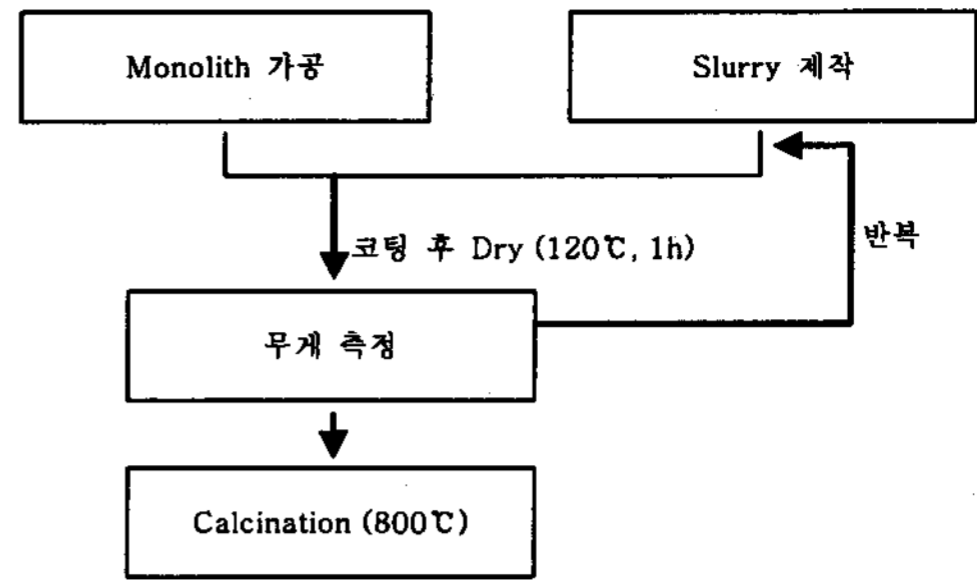 Monolith 가공
Slurry 제작
코팅 후 Dry (120℃, 1h)
반복
무게 측정
Calcination (800℃)